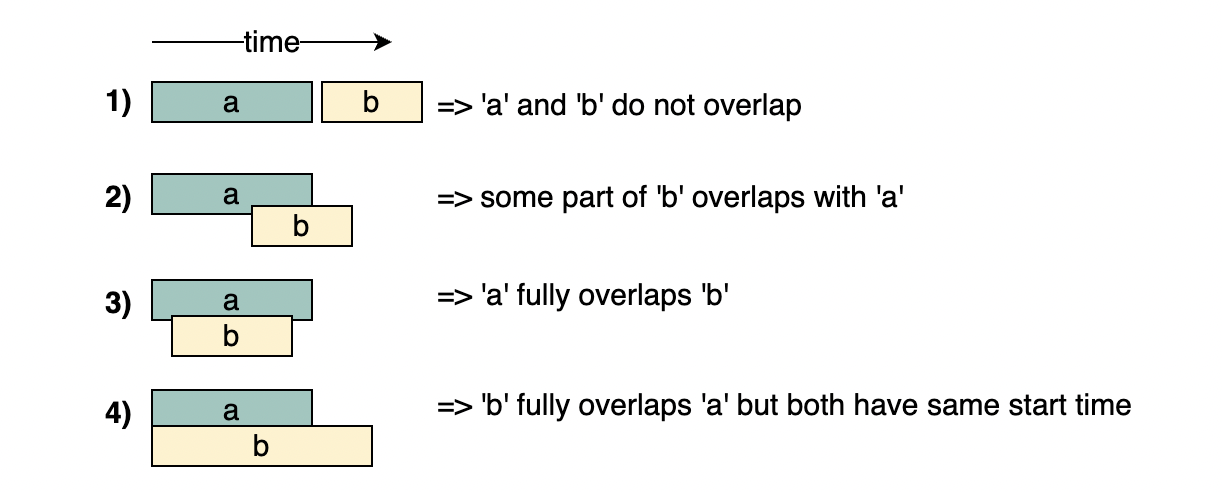 time
1) a b => 'a' and 'b' do not overlap
2) a => some part of 'b' overlaps with 'a'
b
3) a => 'a' fully overlaps 'b'
b
4) a => 'b' fully overlaps 'a' but both have same start time
b